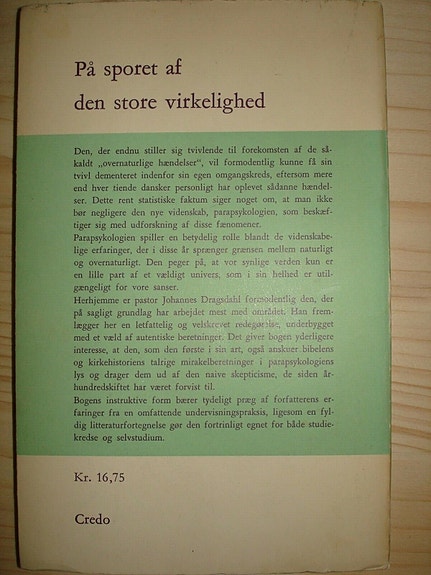 På sporet af
den store virkelighed
Den, der endnu stiller sig tvivlende til forekomsten af de så-
kaldt „overnaturlige hændelser“, vil formodentlig kunne få sin
tvivl dementeret indenfor sin egen omgangskreds, eftersom mere
end hver tiende dansker personligt har oplevet sådanne hændel-
ser. Dette rent statistiske faktum siger noget om, at man ikke
bør negligere den nye videnskab, parapsykologien, som beskæf-
tiger sig med udforskning af disse fænomener.
Parapsykologien spiller en betydelig rolle blandt de videnskabe-
lige erfaringer, der i disse år sprænger grænsen mellem naturligt
og overnaturligt. Den peger på, at vor synlige verden kun er
en lille part af et vældigt univers, som i sin helhed er util-
gængeligt for vore sanser.
Herhjemme er pastor Johannes Dragsdahl formodentlig den, der
på sagligt grundlag har arbejdet mest med området. Han frem-
lægger her en letfattelig og velskrevet redegørelse, underbygget
med et væld af autentiske beretninger. Det giver bogen yderligere
interesse, at den, som den første i sin art, også anskuer bibelens
og kirkehistoriens talrige mirakelberetninger i parapsykologiens
lys og drager dem ud af den naive skepticisme, de siden år-
hundredskiftet har været forvist til.
Bogens instruktive form bærer tydeligt præg af forfatterens er-
faringer fra en omfattende undervisningspraksis, ligesom en fyl-
dig litteraturfortegnelse gør den fortrinligt egnet for både studie-
kredse og selvstudium.
Kr. 16,75
Credo